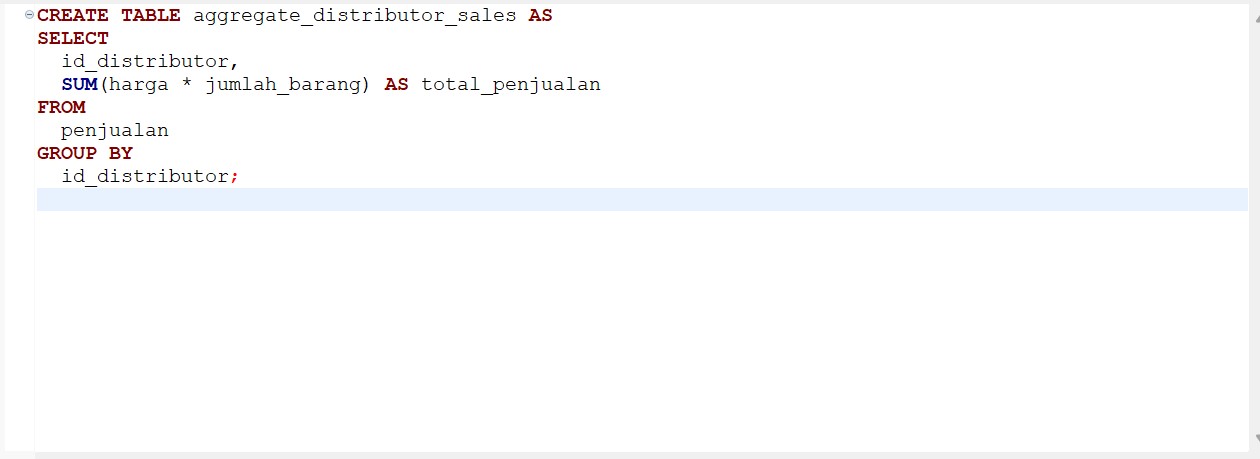 CREATE TABLE aggregate_distributor_sales AS
SELECT
  id_distributor,
  SUM(harga * jumlah_barang) AS total_penjualan
FROM
  penjualan
GROUP BY
  id_distributor;